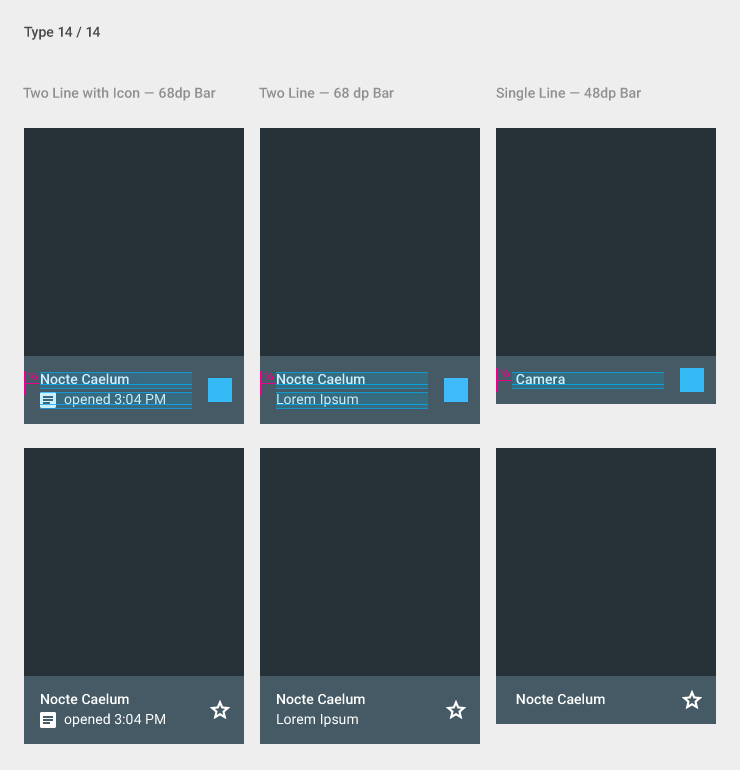 Type 14 / 14
Two Line with Icon — 68dp Bar
Two Line — 68 dp Bar
Single Line — 48dp Bar
Nocte Caelum
opened 3:04 PM
Nocte Caelum
Lorem Ipsum
Camera
Nocte Caelum
opened 3:04 PM
Nocte Caelum
Lorem Ipsum
Nocte Caelum